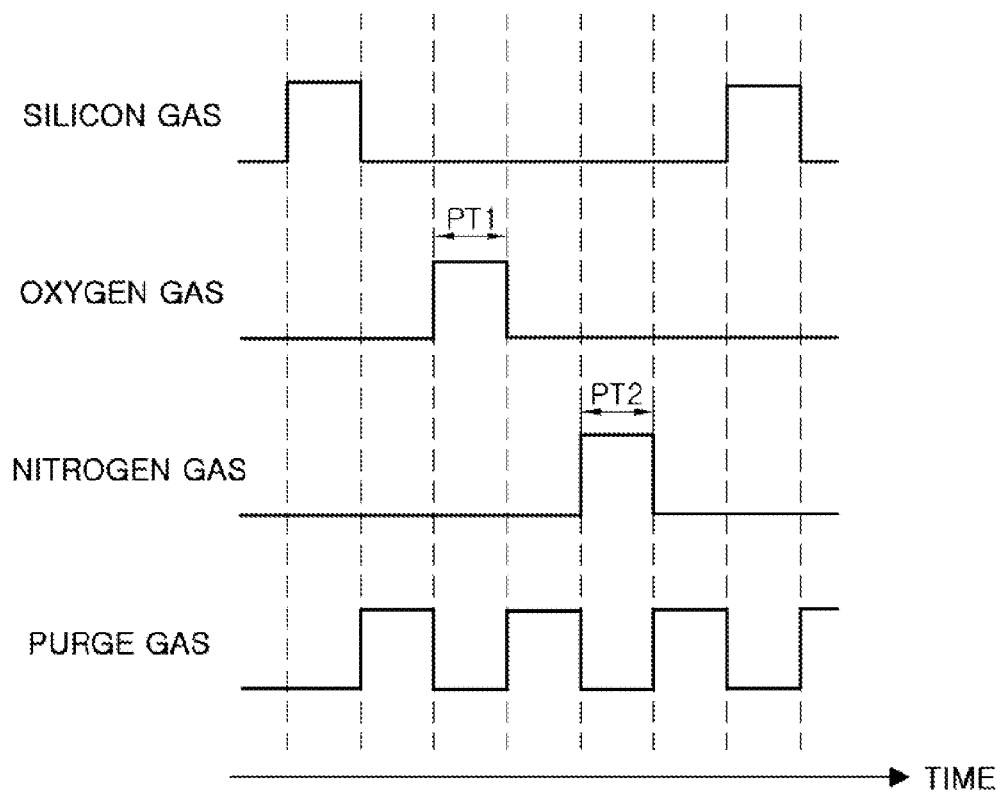 SILICON GAS
PT1
OXYGEN GAS
PT2
NITROGEN GAS
PURGE GAS
TIME